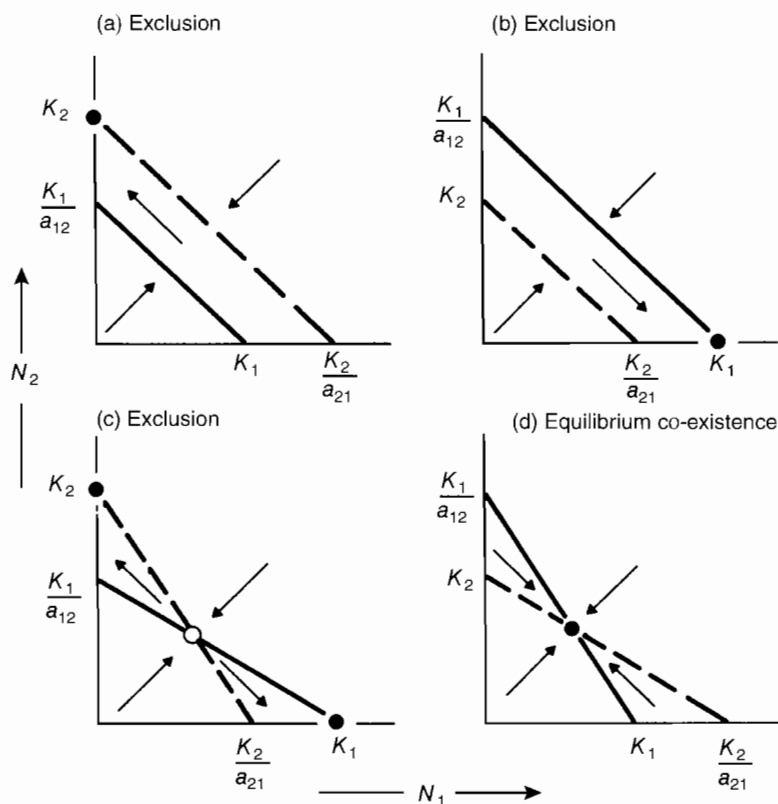 (a) Exclusion
(b) Exclusion
K₂
K₁
a₁₂
K₁
K₂
a₂₁
K₁
a₁₂
K₂
K₂
a₂₁
K₁
N₂
(c) Exclusion
(d) Equilibrium co-existence
K₂
K₁
a₁₂
K₂
a₂₁
K₁
K₁
a₁₂
K₂
K₁
K₂
a₂₁
N₁